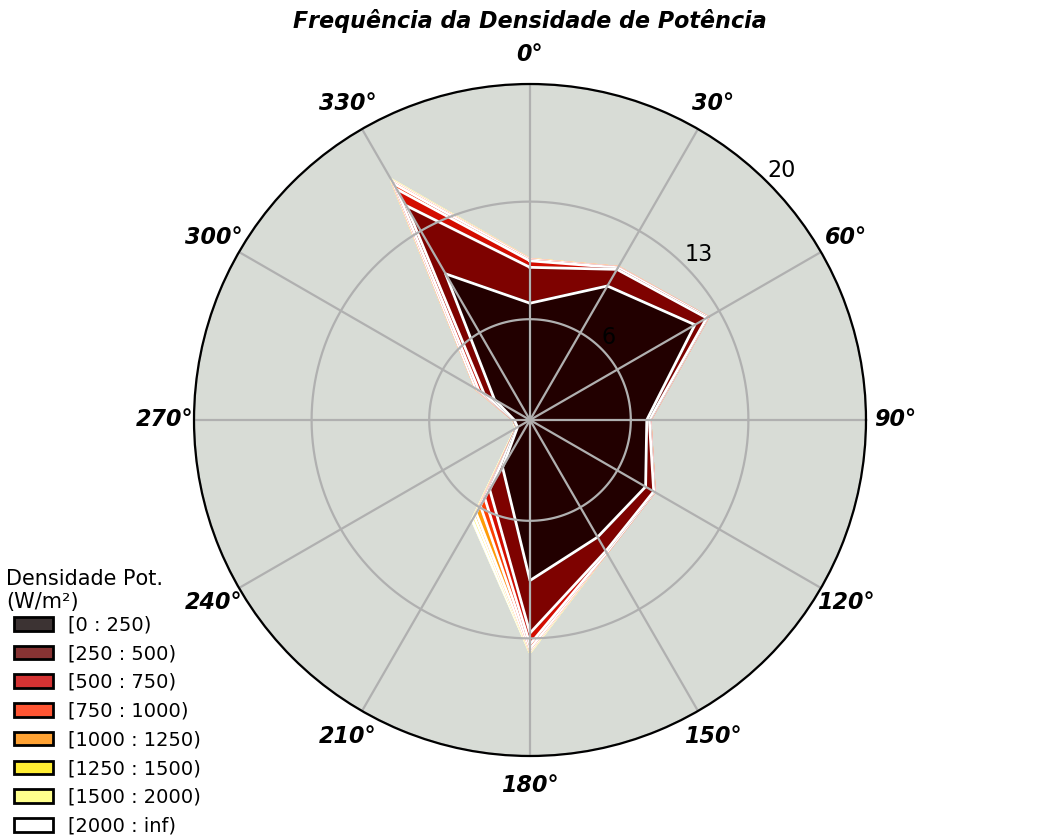 Frequência da Densidade de Potência
0°
330°
30°
20
300°
60°
13
6
270°
90°
240°
120°
210°
150°
180°
Densidade Pot.
(W/m²)
[0 : 250)
[250 : 500)
[500 : 750)
[750 : 1000)
[1000 : 1250)
[1250 : 1500)
[1500 : 2000)
[2000 : inf)